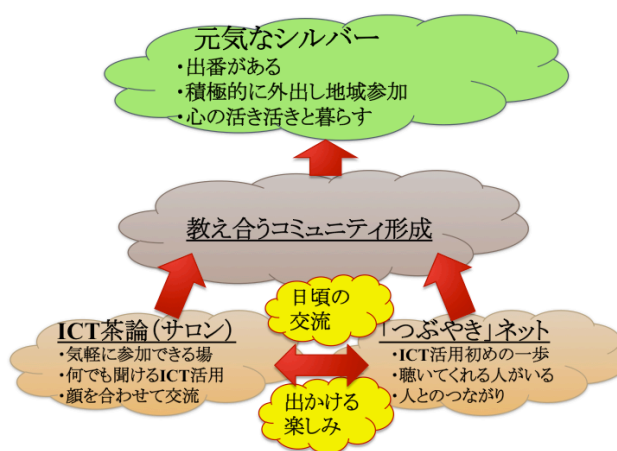 元気なシルバー
・出番がある
・積極的に外出し地域参加
・心の活き活きと暮らす
教え合うコミュニティ形成
日頃の
交流
ICT茶論(サロン)
・気軽に参加できる場
・何でも聞けるICT活用
・顔を合わせて交流
「つぶやき」ネット
・ICT活用初めの一歩
・聴いてくれる人がいる
・人とのつながり
出かける
楽しみ